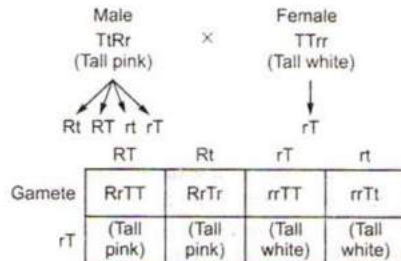 Male Female
TtRr × TTrr
(Tall pink) (Tall white)
Rt RT rt rT rT
RT Rt rT rt
Gamete RrTT RrTr rrTT rrTt
rT (Tall pink) (Tall pink) (Tall white) (Tall white)